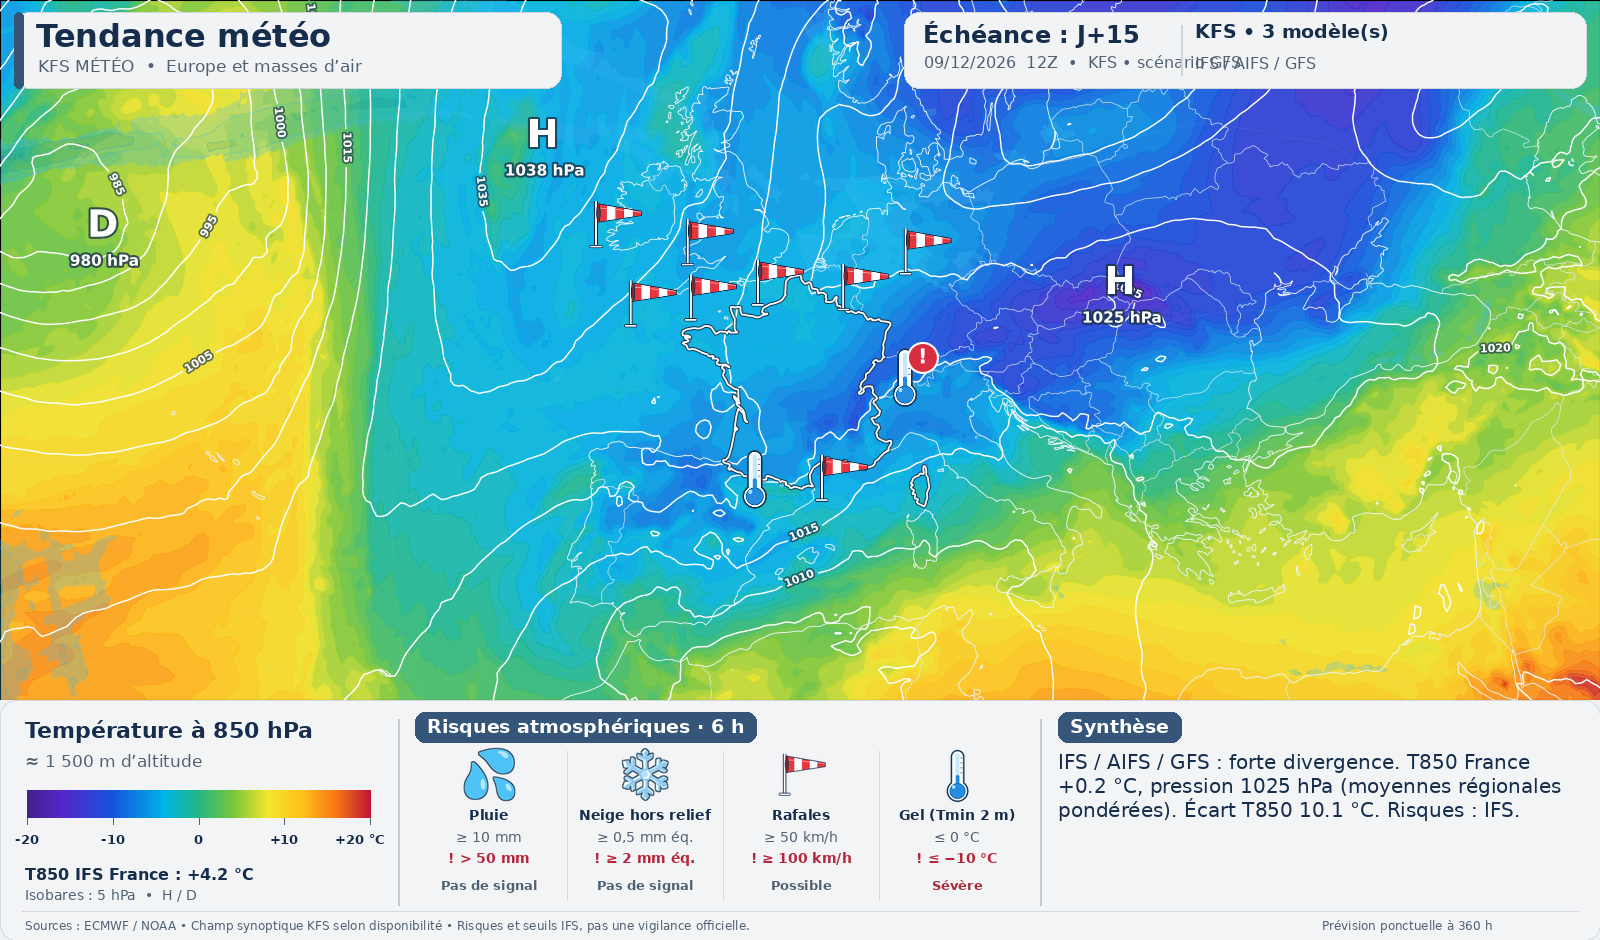 Tendance météo
KFS MÉTÉO • Europe et masses d’air
Échéance : J+15
09/12/2026 12Z • KFS • scénario GFS
KFS • 3 modèle(s)
IFS / AIFS / GFS
1000
1015
H
1038 hPa
1035
985
D
980 hPa
995
H
1025 hPa
1005
1020
1015
1010
!
Température à 850 hPa
≈ 1 500 m d’altitude
-20 -10 0 +10 +20 °C
T850 IFS France : +4.2 °C
Isobares : 5 hPa • H / D
Risques atmosphériques · 6 h
Pluie
≥ 10 mm
! > 50 mm
Pas de signal
Neige hors relief
≥ 0,5 mm éq.
! ≥ 2 mm éq.
Pas de signal
Rafales
≥ 50 km/h
! ≥ 100 km/h
Possible
Gel (Tmin 2 m)
≤ 0 °C
! ≤ −10 °C
Sévère
Synthèse
IFS / AIFS / GFS : forte divergence. T850 France
+0.2 °C, pression 1025 hPa (moyennes régionales
pondérées). Écart T850 10.1 °C. Risques : IFS.
Sources : ECMWF / NOAA • Champ synoptique KFS selon disponibilité • Risques et seuils IFS, pas une vigilance officielle.
Prévision ponctuelle à 360 h